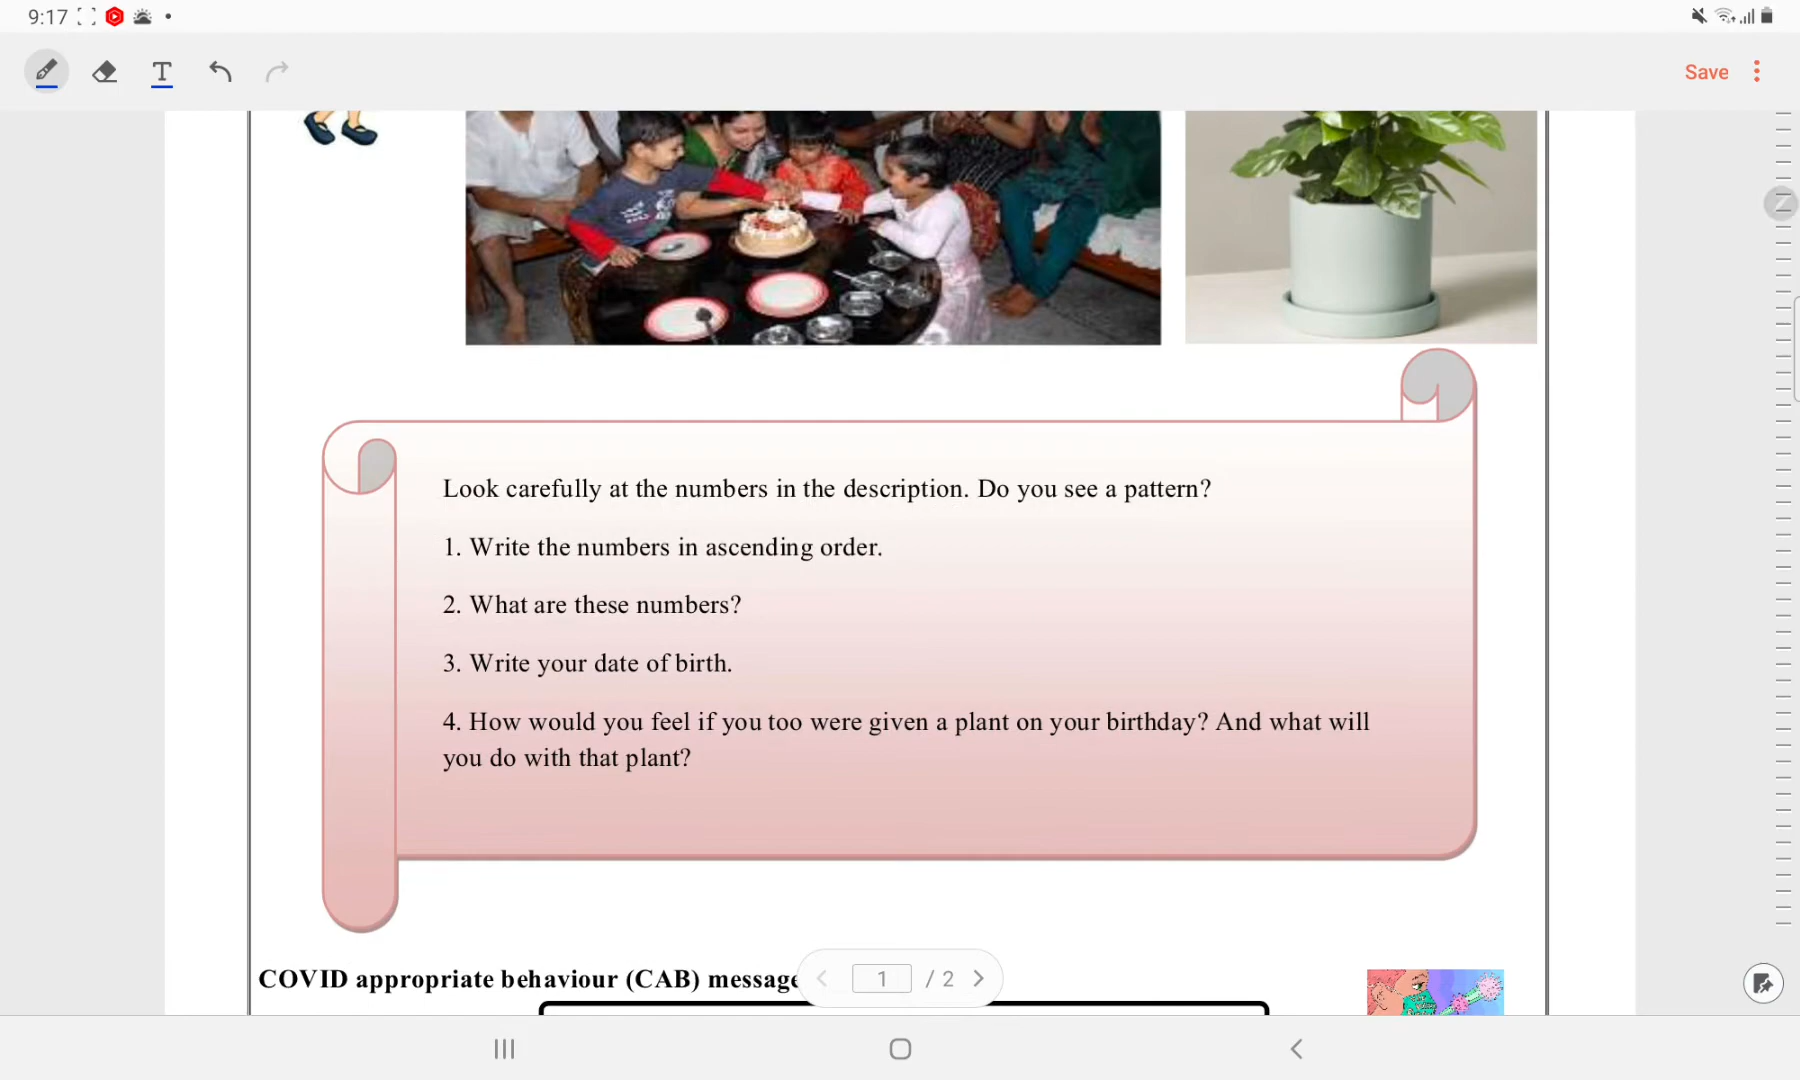 9:17
T
Save
Look carefully at the numbers in the description. Do you see a pattern?
1. Write the numbers in ascending order.
2. What are these numbers?
3. Write your date of birth.
4. How would you feel if you too were given a plant on your birthday? And what will
you do with that plant?
COVID appropriate behaviour (CAB) message
1 / 2